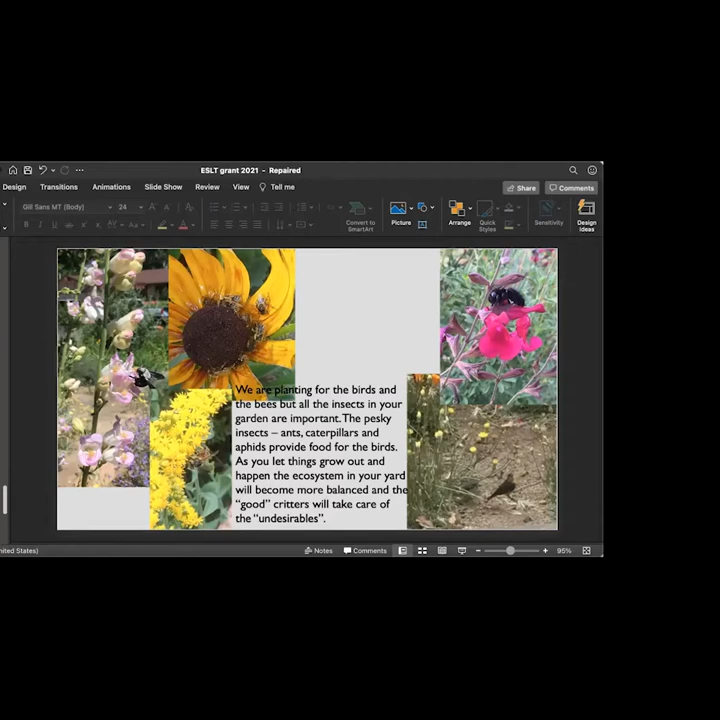 ESLT grant 2021 - Repaired
Design Transitions Animations Slide Show Review View Tell me Share Comments
Gill Sans MT (Body) 24
Convert to SmartArt Picture Arrange Quick Styles Sensitivity Design Ideas
We are planting for the birds and
the bees but all the insects in your
garden are important. The pesky
insects – ants, caterpillars and
aphids provide food for the birds.
As you let things grow out and
happen the ecosystem in your yard
will become more balanced and the
“good” critters will take care of
the “undesirables”.
nited States) Notes Comments 95%